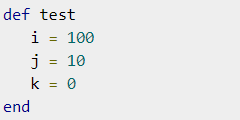 def test
   i = 100
   j = 10
   k = 0
end